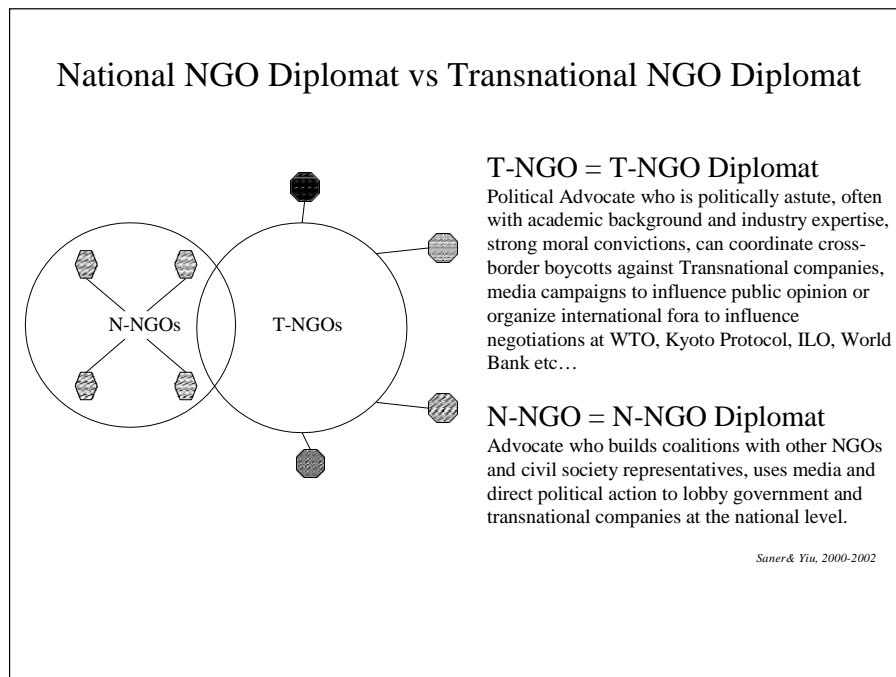 National NGO Diplomat vs Transnational NGO Diplomat
N-NGOs
T-NGOs
T-NGO = T-NGO Diplomat
Political Advocate who is politically astute, often
with academic background and industry expertise,
strong moral convictions, can coordinate cross-
border boycotts against Transnational companies,
media campaigns to influence public opinion or
organize international fora to influence
negotiations at WTO, Kyoto Protocol, ILO, World
Bank etc…
N-NGO = N-NGO Diplomat
Advocate who builds coalitions with other NGOs
and civil society representatives, uses media and
direct political action to lobby government and
transnational companies at the national level.
Saner& Yiu, 2000-2002